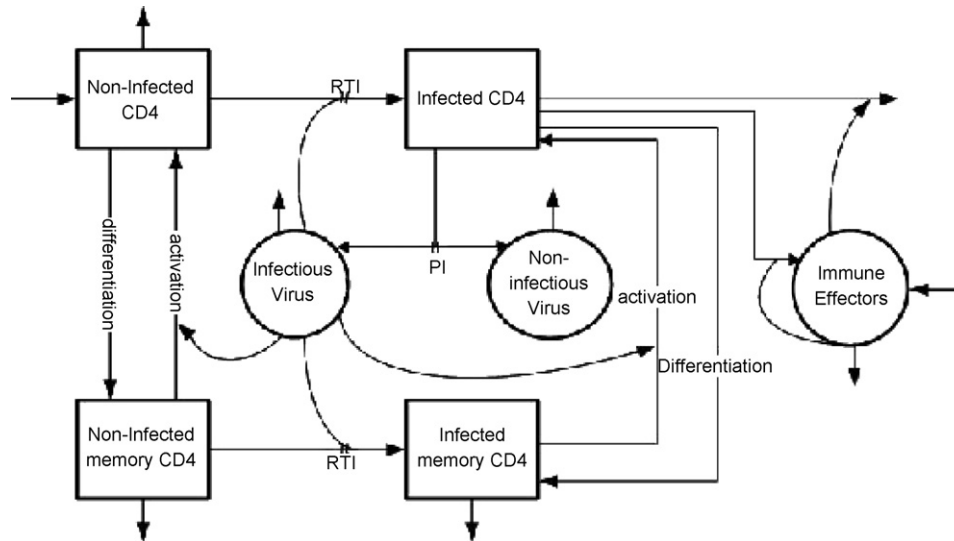 RTI
Non-Infected
CD4
Infected CD4
differentiation
activation
Infectious
Virus
PI
Non-
infectious
Virus
activation
Immune
Effectors
Differentiation
Non-Infected
memory CD4
RTI
Infected
memory CD4